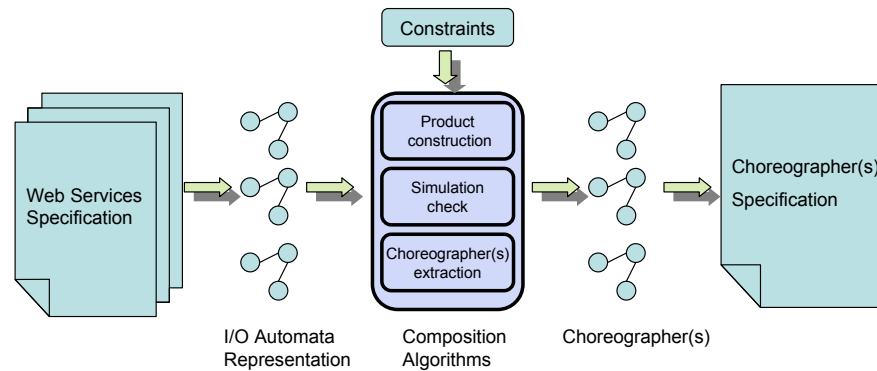 Constraints
Web Services
Specification
Product
construction
Simulation
check
Choreographer(s)
extraction
Choreographer(s)
Specification
I/O Automata
Representation
Composition
Algorithms
Choreographer(s)